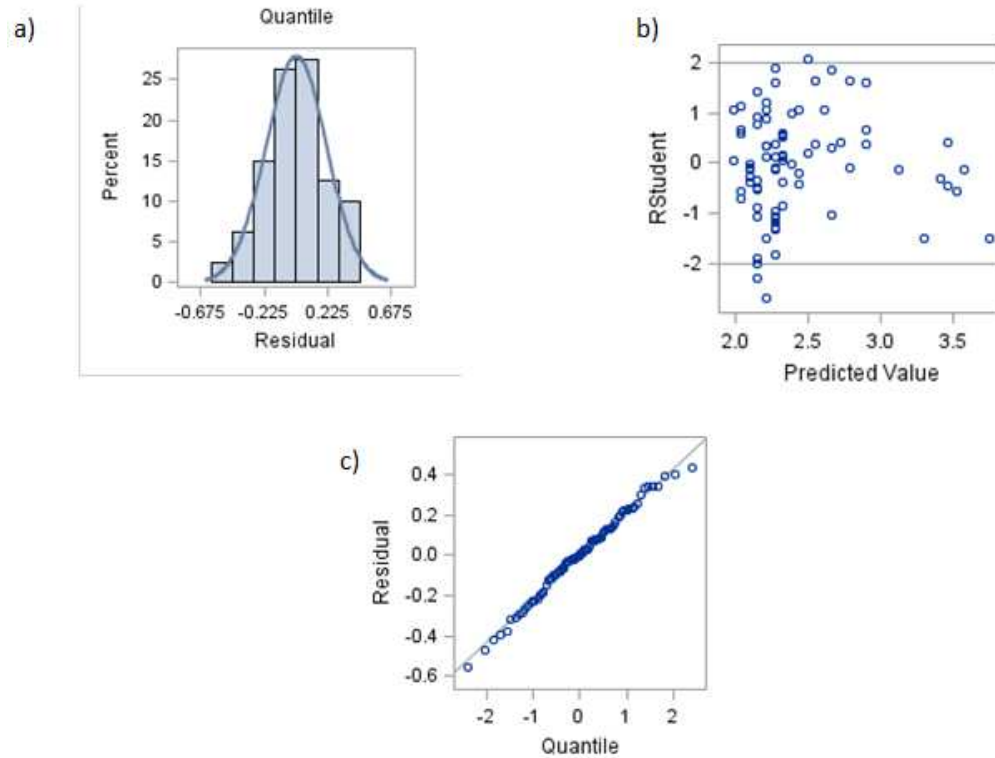 a)
Quantile
25
20
15
10
5
0
Percent
-0.675 -0.225 0.225 0.675
Residual
b)
2
1
0
-1
-2
RStudent
2.0 2.5 3.0 3.5
Predicted Value
c)
0.4
0.2
0.0
-0.2
-0.4
-0.6
Residual
-2 -1 0 1 2
Quantile